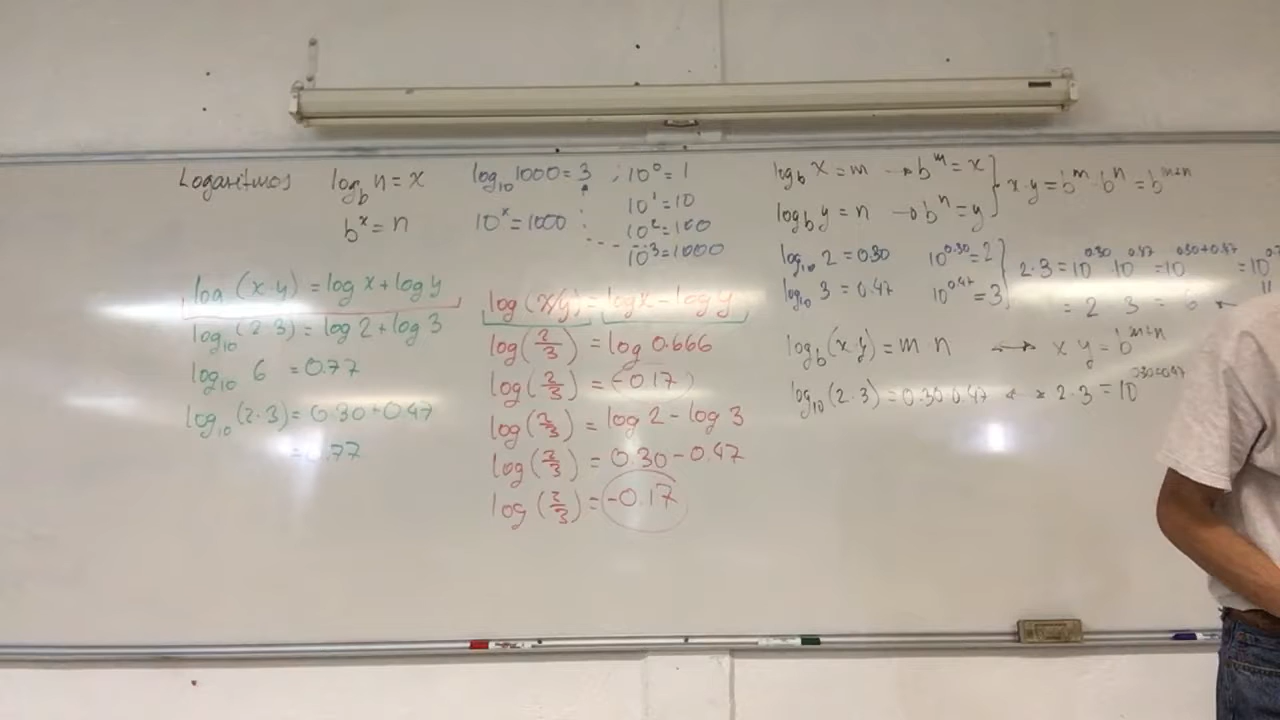 Logaritmos log_b n = x
b^x = n
log_10 1000 = 3 ; 10^0 = 1
10^1 = 10
10^x = 1000 10^2 = 100
10^3 = 1000
log(x·y) = log x + log y
log_10(2·3) = log 2 + log 3
log_10 6 = 0.77
log_10(2·3) = 0.30 + 0.47
= 0.77
log(x/y) = log x - log y
log(2/3) = log 0.666
log(2/3) = (-0.17)
log(2/3) = log 2 - log 3
log(2/3) = 0.30 - 0.47
log(2/3) = -0.17
log_b x = m → b^m = x
x·y = b^m · b^n = b^{m+n}
log_b y = n → b^n = y
log_10 2 = 0.30 10^0.30 = 2
2·3 = 10^0.30 · 10^0.47 = 10^{0.30+0.47}
log_10 3 = 0.47 10^0.47 = 3
= 2 3 = 6
log_b(x·y) = m n ↔ x y = b^{m+n}
log_10(2·3) = 0.30 0.47 2·3 = 10^{0.30+0.47}